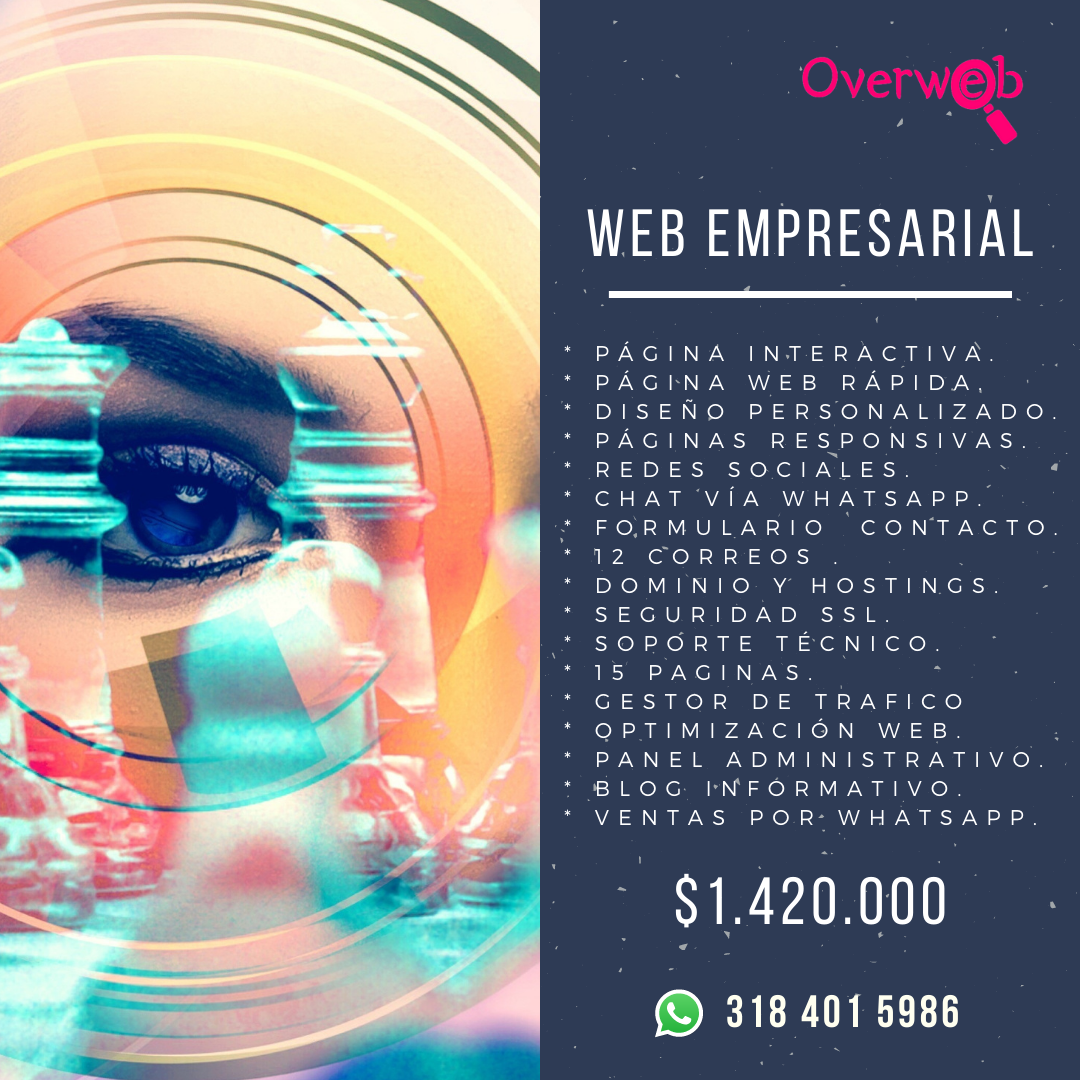 Overweb
WEB EMPRESARIAL
* PÁGINA INTERACTIVA.
* PÁGINA WEB RÁPIDA,
* DISEÑO PERSONALIZADO.
* PÁGINAS RESPONSIVAS.
* REDES SOCIALES.
* CHAT VÍA WHATSAPP.
* FORMULARIO CONTACTO.
* 12 CORREOS .
* DOMINIO Y HOSTINGS.
* SEGURIDAD SSL.
* SOPORTE TÉCNICO.
* 15 PAGINAS.
* GESTOR DE TRAFICO
* OPTIMIZACIÓN WEB.
* PANEL ADMINISTRATIVO.
* BLOG INFORMATIVO.
* VENTAS POR WHATSAPP.
$1.420.000
318 401 5986